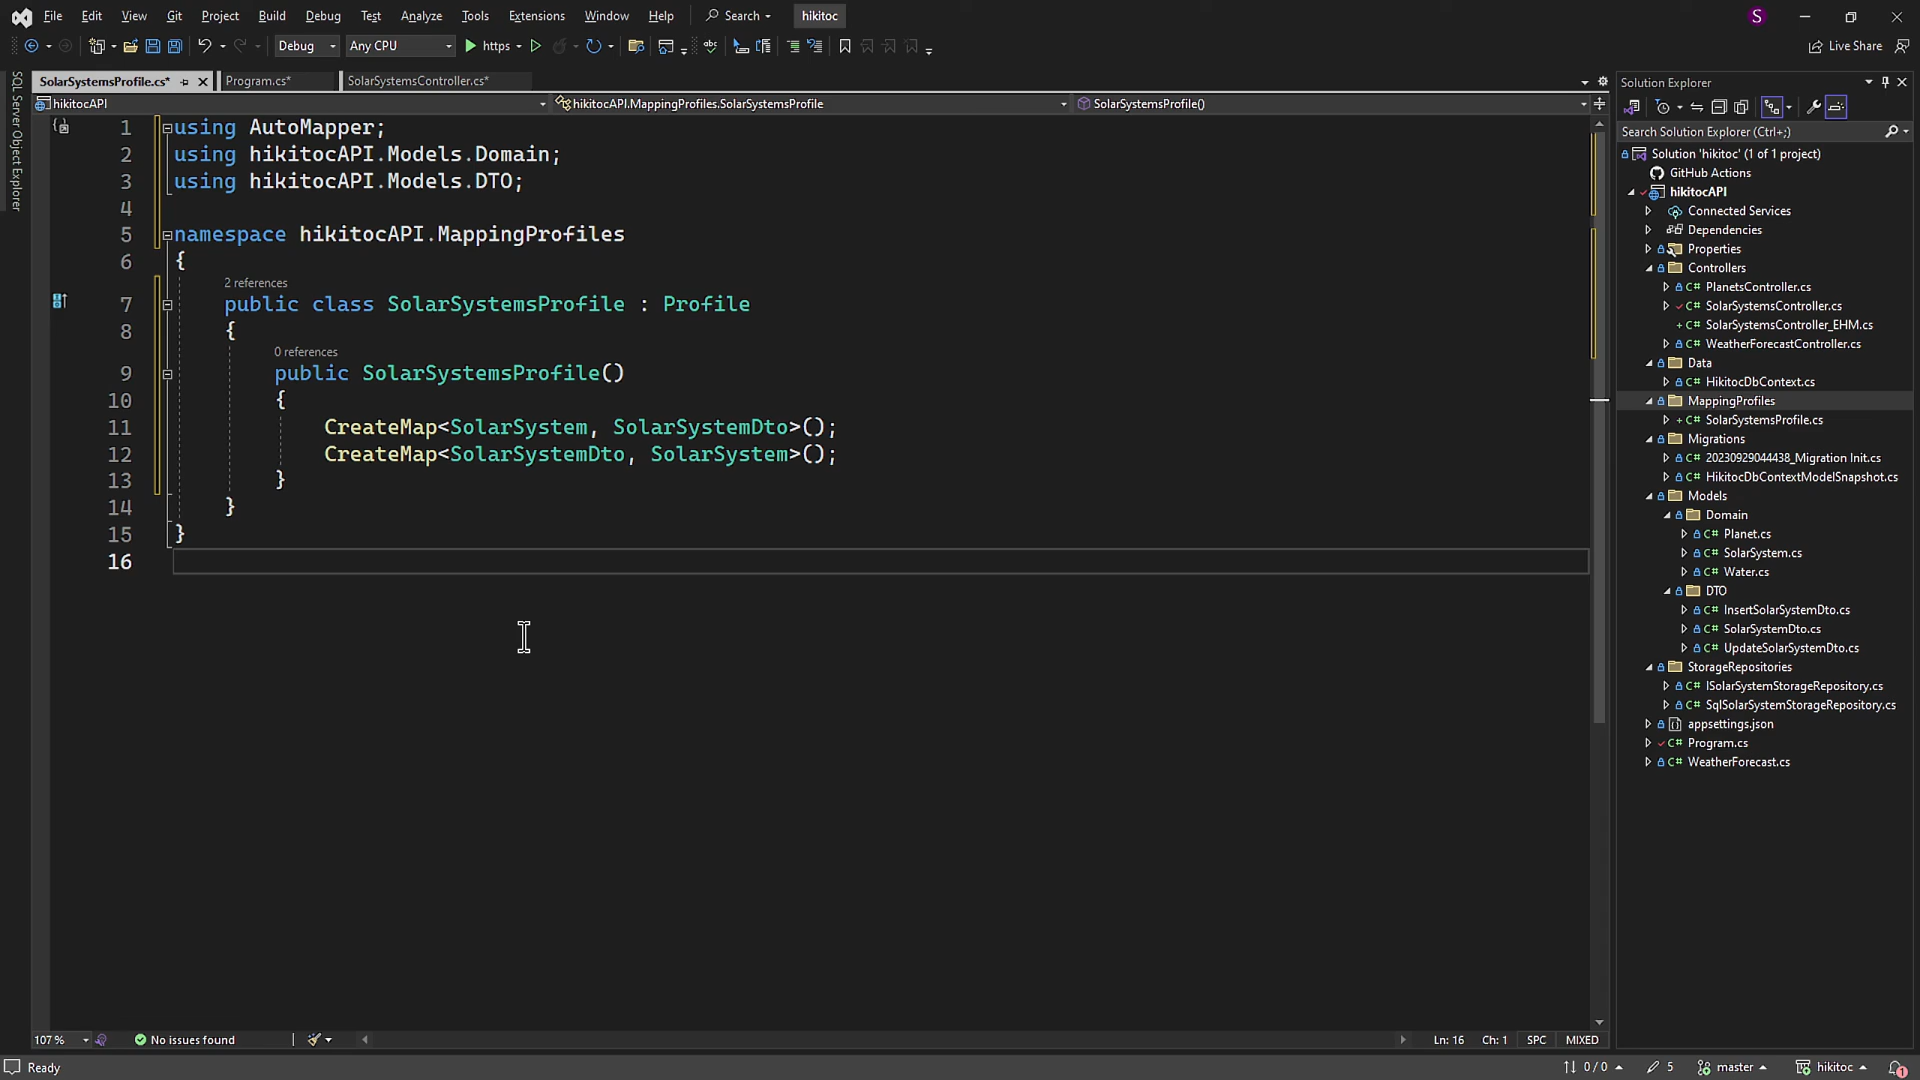 File Edit View Git Project Build Debug Test Analyze Tools Extensions Window Help Search hikitoc S
Debug Any CPU https Live Share
SQL Server Object Explorer
SolarSystemsProfile.cs* Program.cs* SolarSystemsController.cs*
hikitocAPI hikitocAPI.MappingProfiles.SolarSystemsProfile SolarSystemsProfile()
1 using AutoMapper;
2 using hikitocAPI.Models.Domain;
3 using hikitocAPI.Models.DTO;
4
5 namespace hikitocAPI.MappingProfiles
6 {
2 references
7 public class SolarSystemsProfile : Profile
8 {
0 references
9 public SolarSystemsProfile()
10 {
11 CreateMap<SolarSystem, SolarSystemDto>();
12 CreateMap<SolarSystemDto, SolarSystem>();
13 }
14 }
15 }
16
107 % No issues found Ln: 16 Ch: 1 SPC MIXED
Solution Explorer
Search Solution Explorer (Ctrl+;)
Solution 'hikitoc' (1 of 1 project)
GitHub Actions
hikitocAPI
Connected Services
Dependencies
Properties
Controllers
C# PlanetsController.cs
C# SolarSystemsController.cs
+ C# SolarSystemsController_EHM.cs
C# WeatherForecastController.cs
Data
C# HikitocDbContext.cs
MappingProfiles
+ C# SolarSystemsProfile.cs
Migrations
C# 20230929044438_Migration Init.cs
C# HikitocDbContextModelSnapshot.cs
Models
Domain
C# Planet.cs
C# SolarSystem.cs
C# Water.cs
DTO
C# InsertSolarSystemDto.cs
C# SolarSystemDto.cs
C# UpdateSolarSystemDto.cs
StorageRepositories
C# ISolarSystemStorageRepository.cs
C# SqlSolarSystemStorageRepository.cs
appsettings.json
C# Program.cs
C# WeatherForecast.cs
Ready 0 / 0 5 master hikitoc 1